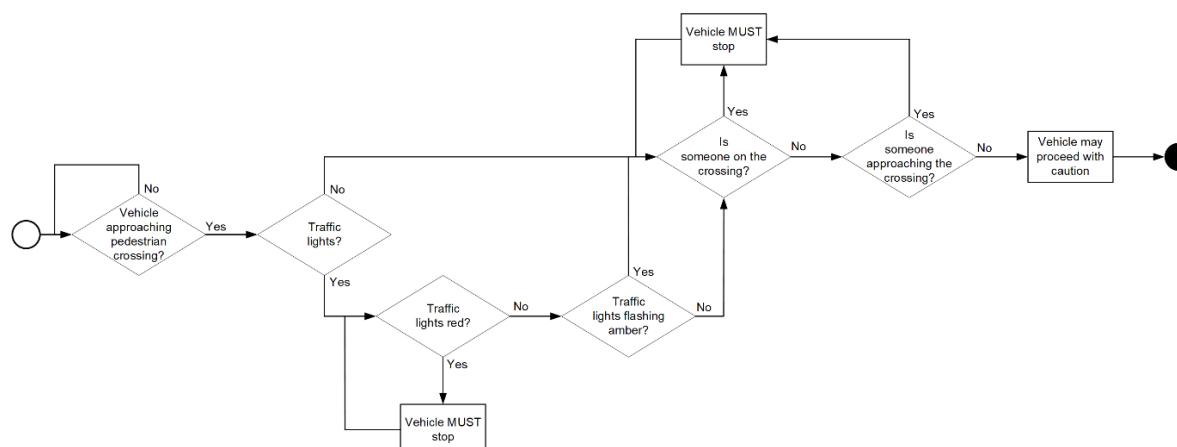 Vehicle MUST
stop
Yes
Yes
Is
someone on the
crossing?
No
Is
someone
approaching the
crossing?
No
Vehicle may
proceed with
caution
No
Vehicle
approaching
pedestrian
crossing?
Yes
No
Traffic
lights?
Yes
Traffic
lights red?
No
Yes
Traffic
lights flashing
amber?
No
Yes
Vehicle MUST
stop